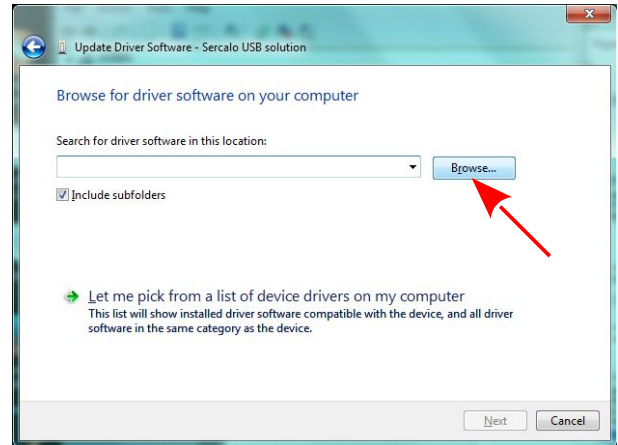 Update Driver Software - Sercalo USB solution
Browse for driver software on your computer
Search for driver software in this location:
Browse...
Include subfolders
Let me pick from a list of device drivers on my computer
This list will show installed driver software compatible with the device, and all driver
software in the same category as the device.
Next
Cancel